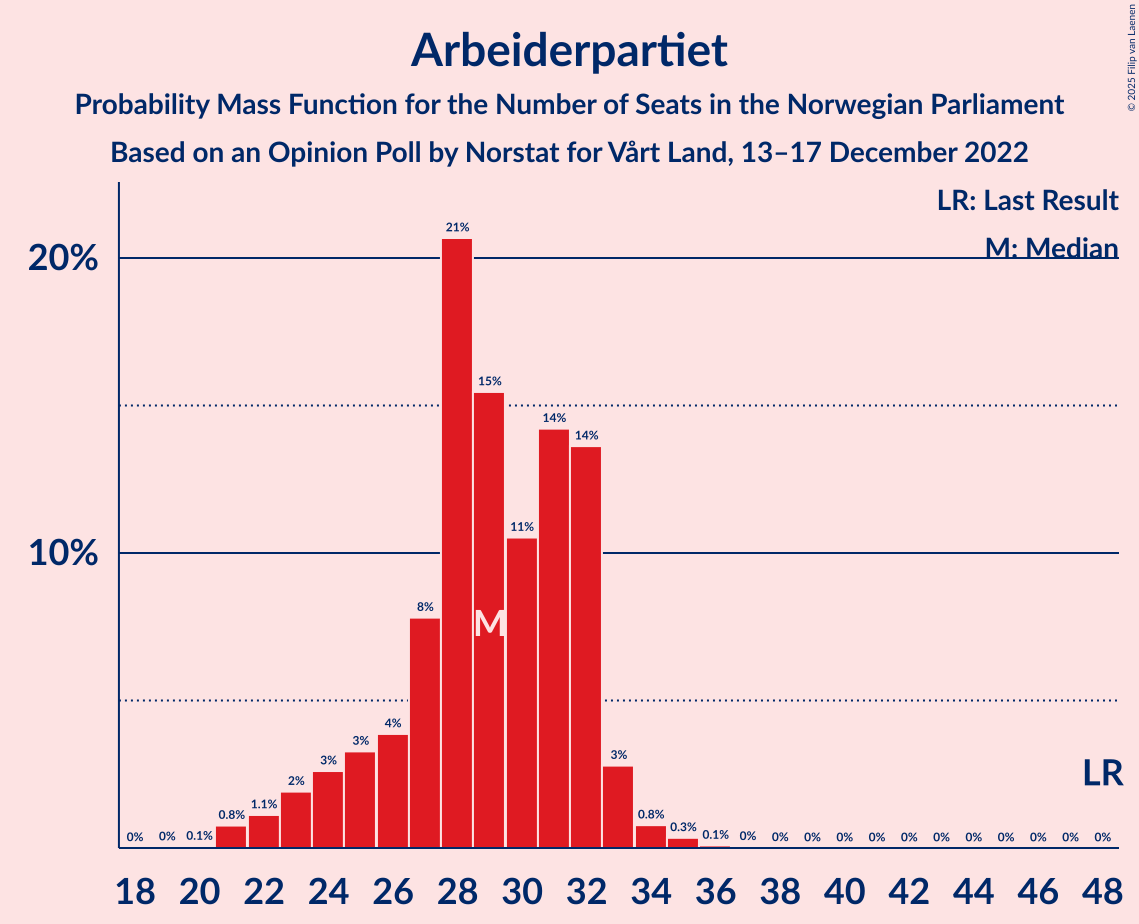 Arbeiderpartiet
Probability Mass Function for the Number of Seats in the Norwegian Parliament
Based on an Opinion Poll by Norstat for Vårt Land, 13–17 December 2022
© 2025 Filip van Laenen
LR: Last Result
M: Median
20%
10%
0% 0% 0.1% 0.8% 1.1% 2% 3% 3% 4% 8% 21% 15% 11% 14% 14% 3% 0.8% 0.3% 0.1% 0% 0% 0% 0% 0% 0% 0% 0% 0% 0% 0% 0%
M
LR
18 20 22 24 26 28 30 32 34 36 38 40 42 44 46 48